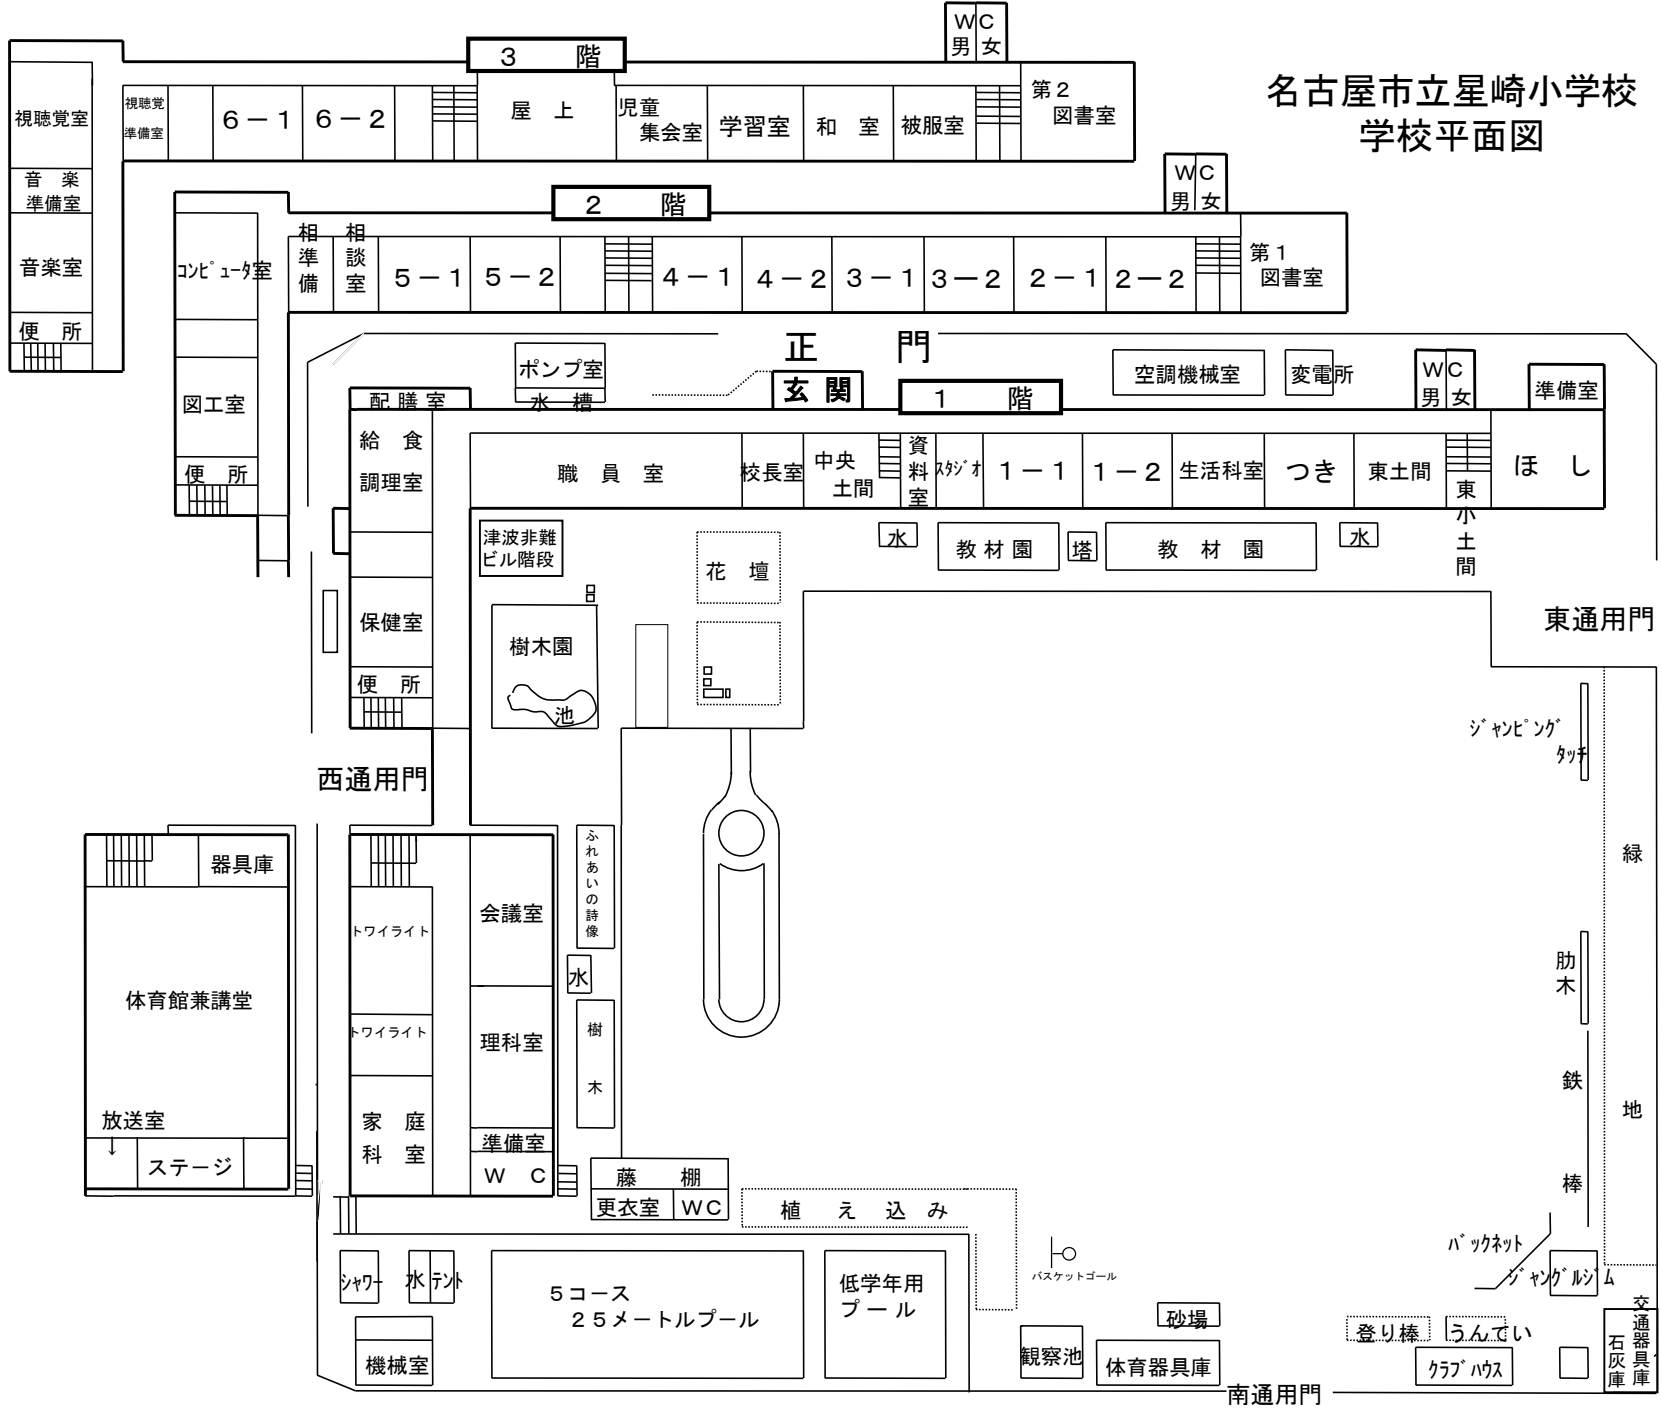 名古屋市立星崎小学校
学校平面図
３　階
WC
男 女
視聴覚室
視聴覚
準備室
６－１
６－２
屋　上
児童
集会室
学習室
和　室
被服室
第２
図書室
音　楽
準備室
音楽室
便　所
２　階
WC
男 女
コンピュータ室
相準備
相談室
５－１
５－２
４－１
４－２
３－１
３－２
２－１
２－２
第１
図書室
図工室
便　所
正　門
ポンプ室
水　槽
玄関
１　階
空調機械室
変電所
WC
男 女
準備室
配膳室
給　食
調理室
職　員　室
校長室
中央
土間
資料室
スタジオ
１－１
１－２
生活科室
つき
東土間
東小土間
ほ　し
津波非難
ビル階段
花　壇
水
教材園
塔
教　材　園
水
保健室
便　所
樹木園
池
東通用門
西通用門
ジャンピング
タッチ
緑　地
肋木
鉄　棒
器具庫
体育館兼講堂
放送室
↓
ステージ
トワイライト
トワイライト
家　庭
科　室
会議室
理科室
準備室
Ｗ　Ｃ
ふれあいの詩像
水
樹　木
藤　棚
更衣室
WC
植　え　込　み
バスケットゴール
バックネット
ジャングルジム
シャワー
水
テント
機械室
５コース
２５メートルプール
低学年用
プール
観察池
砂場
体育器具庫
登り棒
うんてい
クラブハウス
石灰庫
交通器具庫
南通用門